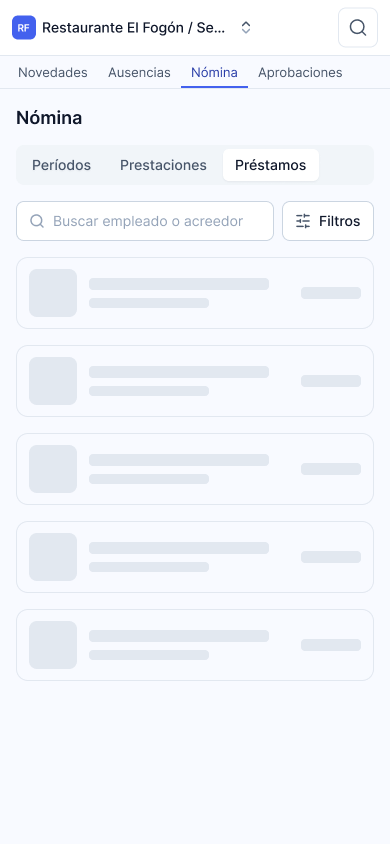 RF Restaurante El Fogón / Se...
Novedades Ausencias Nómina Aprobaciones
Nómina
Períodos Prestaciones Préstamos
Buscar empleado o acreedor Filtros